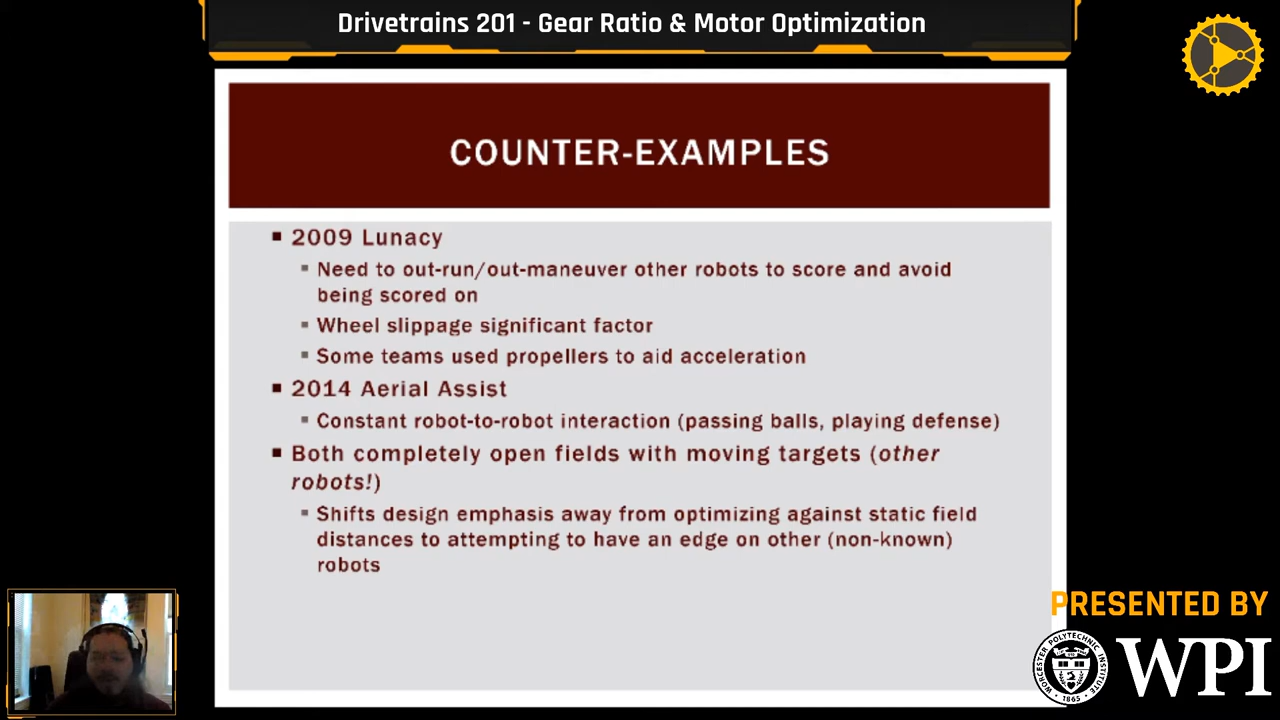 Drivetrains 201 - Gear Ratio & Motor Optimization
COUNTER-EXAMPLES
2009 Lunacy
Need to out-run/out-maneuver other robots to score and avoid
being scored on
Wheel slippage significant factor
Some teams used propellers to aid acceleration
2014 Aerial Assist
Constant robot-to-robot interaction (passing balls, playing defense)
Both completely open fields with moving targets (other
robots!)
Shifts design emphasis away from optimizing against static field
distances to attempting to have an edge on other (non-known)
robots
PRESENTED BY
WORCESTER POLYTECHNIC INSTITUTE
1865
WPI